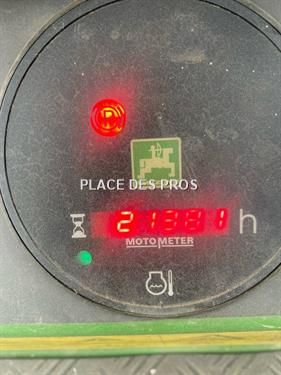 P
PLACE DES PROS
21381 h
MOTOMETER